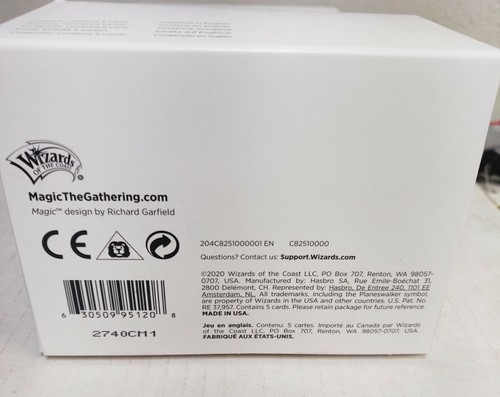 Wizards
OF THE COAST
MagicTheGathering.com
Magic™ design by Richard Garfield
CE
204C8251000001 EN C82510000
Questions? Contact us: Support.Wizards.com
©2020 Wizards of the Coast LLC, PO Box 707, Renton, WA 98057-
0707, USA. Manufactured by: Hasbro SA, Rue Emile-Boéchat 31,
2800 Delémont, CH. Represented by: Hasbro, De Entree 240, 1101 EE
Amsterdam, NL. All trademarks, including the Planeswalker symbol,
are property of Wizards in the USA and other countries. U.S. Pat. No.
RE 37,957. Contains 5 cards. Please retain package for future reference.
MADE IN USA.
Jeu en anglais. Contenu: 5 cartes. Importé au Canada par Wizards
of the Coast LLC, PO Box 707, Renton, WA 98057-0707, USA.
FABRIQUÉ AUX ÉTATS-UNIS.
6 30509 95120 8
2740CM1